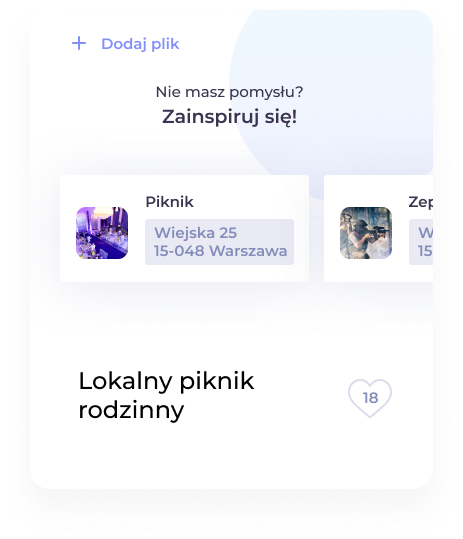 + Dodaj plik
Nie masz pomysłu?
Zainspiruj się!
Piknik
Wiejska 25
15-048 Warszawa
Zep
W
15
Lokalny piknik
rodzinny
18